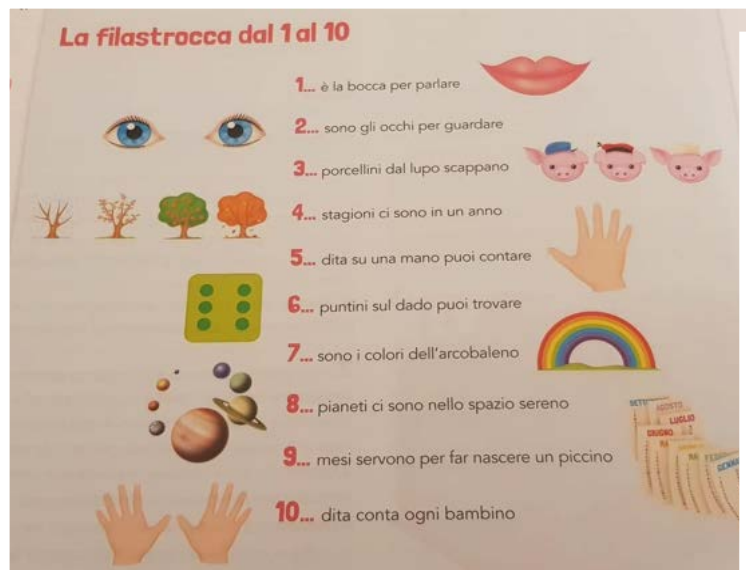 La filastrocca dal 1 al 10
1... è la bocca per parlare
2... sono gli occhi per guardare
3... porcellini dal lupo scappano
4... stagioni ci sono in un anno
5... dita su una mano puoi contare
6... puntini sul dado puoi trovare
7... sono i colori dell'arcobaleno
8... pianeti ci sono nello spazio sereno
AGOSTO
LUGLIO
GIUGNO
9... mesi servono per far nascere un piccino
10... dita conta ogni bambino